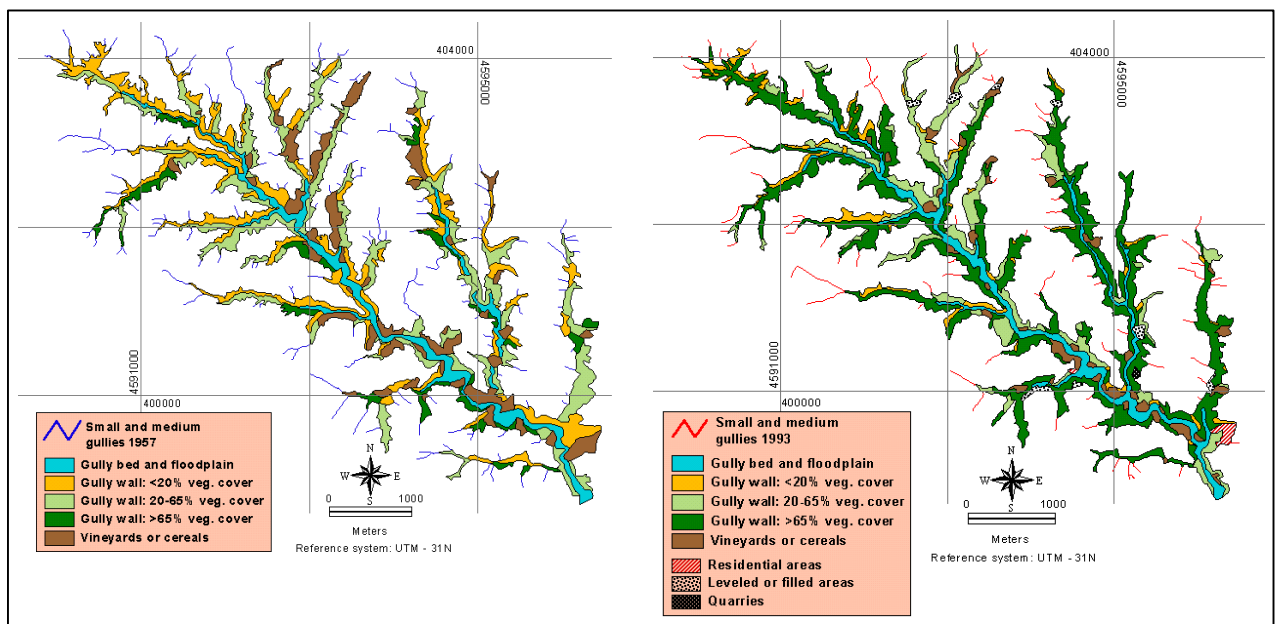 404000
4595000
4591000
400000
Small and medium
gullies 1957
Gully bed and floodplain
Gully wall: <20% veg. cover
Gully wall: 20-65% veg. cover
Gully wall: >65% veg. cover
Vineyards or cereals
N
W E
S
0 1000
Meters
Reference system: UTM - 31N
404000
4595000
4591000
400000
Small and medium
gullies 1993
Gully bed and floodplain
Gully wall: <20% veg. cover
Gully wall: 20-65% veg. cover
Gully wall: >65% veg. cover
Vineyards or cereals
Residential areas
Leveled or filled areas
Quarries
N
W E
S
0 1000
Meters
Reference system: UTM - 31N